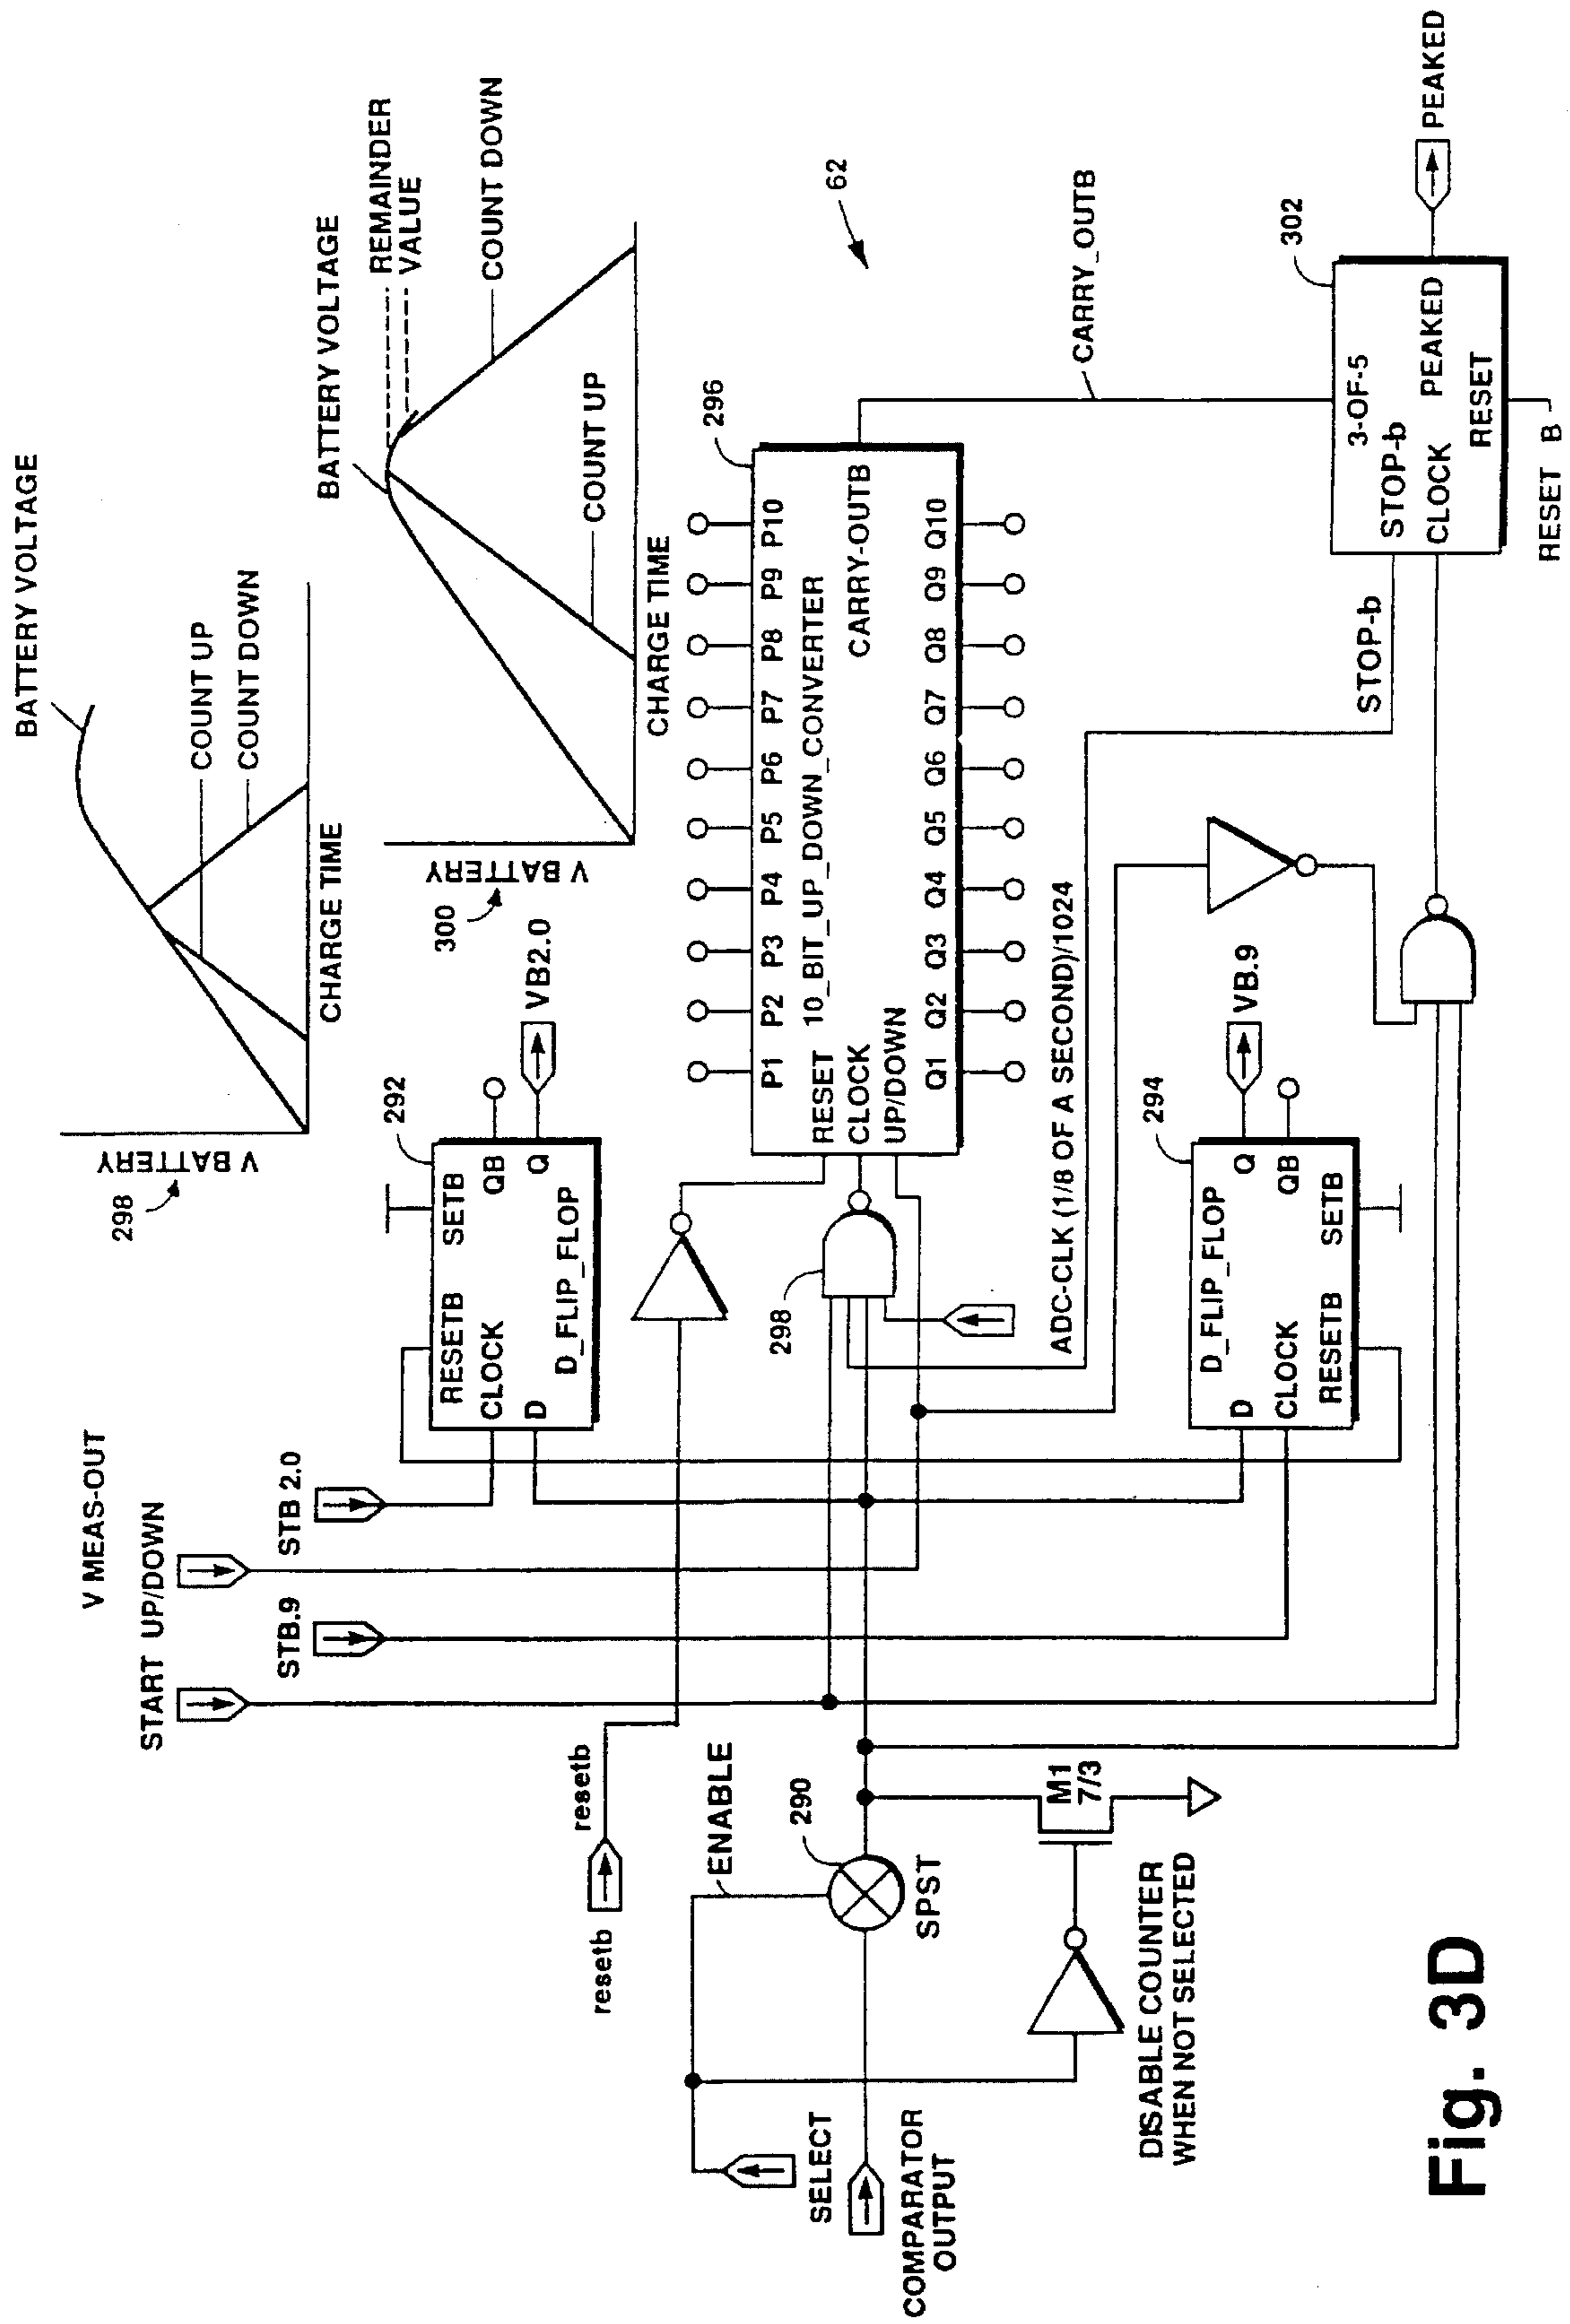 BATTERY VOLTAGE
COUNT UP
COUNT DOWN
V BATTERY
298
CHARGE TIME
BATTERY VOLTAGE
REMAINDER
VALUE
COUNT DOWN
COUNT UP
V BATTERY
300
CHARGE TIME
V MEAS-OUT
START UP/DOWN
STB.9
STB 2.0
292
RESETB SETB
CLOCK QB
D Q
D_FLIP_FLOP
VB2.0
resetb
resetb
62
296
P1 P2 P3 P4 P5 P6 P7 P8 P9 P10
RESET 10_BIT_UP_DOWN_CONVERTER
CLOCK CARRY-OUTB
UP/DOWN
Q1 Q2 Q3 Q4 Q5 Q6 Q7 Q8 Q9 Q10
298
ENABLE
290
SPST
SELECT
COMPARATOR
OUTPUT
M1
7/3
DISABLE COUNTER
WHEN NOT SELECTED
ADC-CLK (1/8 OF A SECOND)/1024
CARRY_OUTB
294
D_FLIP_FLOP
D Q
CLOCK QB
RESETB SETB
VB.9
STOP-b
302
3-OF-5
STOP-b
CLOCK PEAKED
RESET
PEAKED
RESET B
Fig. 3D